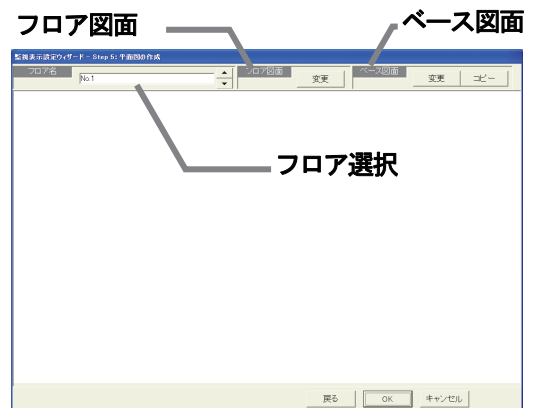 フロア図面
ベース図面
監視表示設定ウィザード - Step 5: 平面図の作成
フロア名 No.1 フロア図面 変更 ベース図面 変更 コピー
フロア選択
戻る OK キャンセル